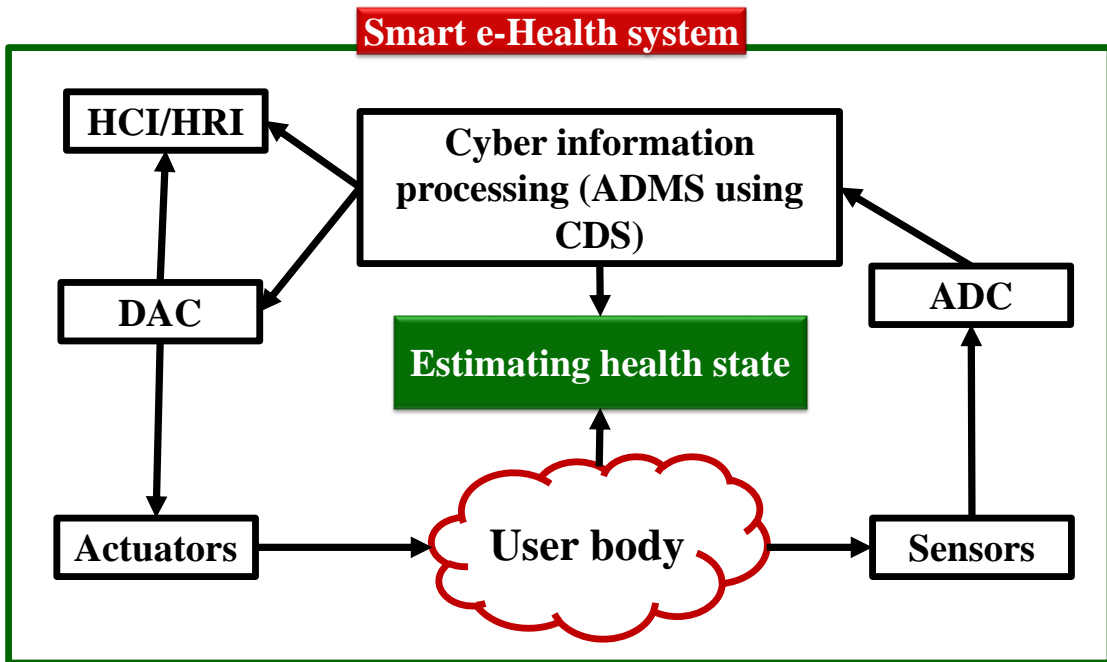 Smart e-Health system
HCI/HRI
Cyber information
processing (ADMS using
CDS)
DAC
ADC
Estimating health state
Actuators
User body
Sensors